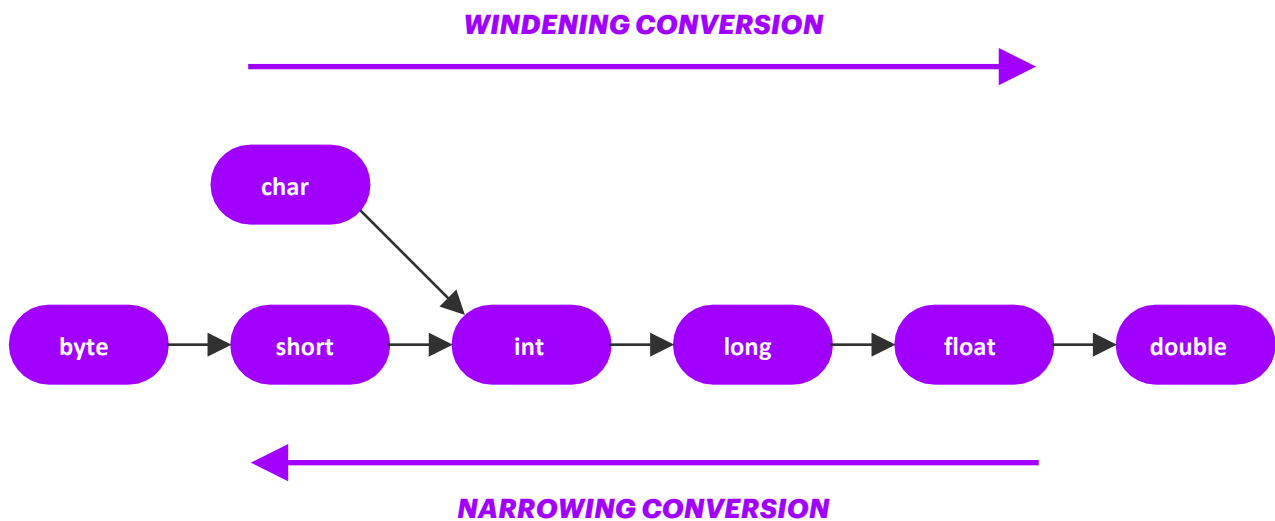 WINDENING CONVERSION
char
byte short int long float double
NARROWING CONVERSION